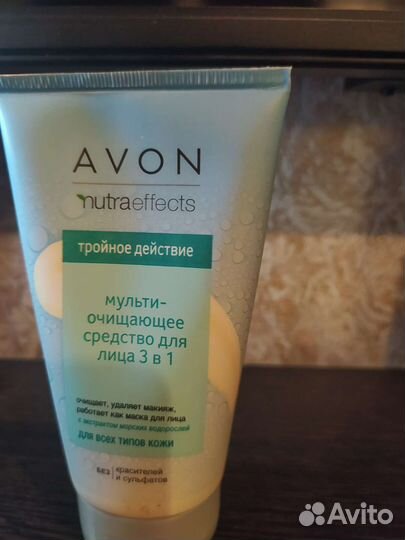 AVON
nutraeffects
тройное действие
мульти-
очищающее
средство для
лица 3 в 1
очищает, удаляет макияж,
работает как маска для лица
с экстрактом морских водорослей
для всех типов кожи
БЕЗ красителей
и сульфатов
Avito